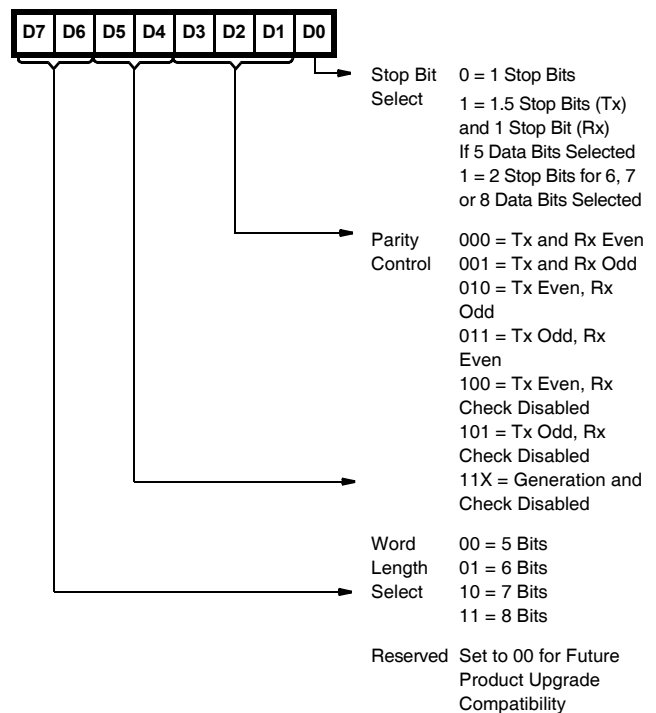 D7 D6 D5 D4 D3 D2 D1 D0
Stop Bit 0 = 1 Stop Bits
Select 1 = 1.5 Stop Bits (Tx)
and 1 Stop Bit (Rx)
If 5 Data Bits Selected
1 = 2 Stop Bits for 6, 7
or 8 Data Bits Selected
Parity 000 = Tx and Rx Even
Control 001 = Tx and Rx Odd
010 = Tx Even, Rx
Odd
011 = Tx Odd, Rx
Even
100 = Tx Even, Rx
Check Disabled
101 = Tx Odd, Rx
Check Disabled
11X = Generation and
Check Disabled
Word 00 = 5 Bits
Length 01 = 6 Bits
Select 10 = 7 Bits
11 = 8 Bits
Reserved Set to 00 for Future
Product Upgrade
Compatibility